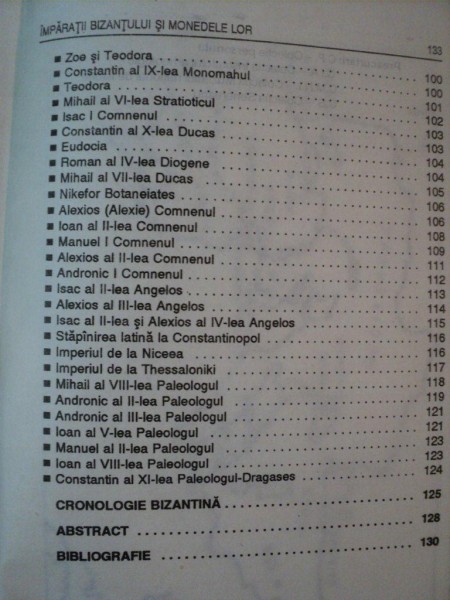 ÎMPĂRAȚII BIZANȚULUI ȘI MONEDELE LOR 133
■ Zoe și Teodora . . . . . . . . . . 100
■ Constantin al IX-lea Monomahul . . . . . . . . . . 100
■ Teodora . . . . . . . . . . 101
■ Mihail al VI-lea Stratioticul . . . . . . . . . . 102
■ Isac I Comnenul . . . . . . . . . . 103
■ Constantin al X-lea Ducas . . . . . . . . . . 103
■ Eudocia . . . . . . . . . . 104
■ Roman al IV-lea Diogene . . . . . . . . . . 104
■ Mihail al VII-lea Ducas . . . . . . . . . . 105
■ Nikefor Botaneiates . . . . . . . . . . 106
■ Alexios (Alexie) Comnenul . . . . . . . . . . 106
■ Ioan al II-lea Comnenul . . . . . . . . . . 108
■ Manuel I Comnenul . . . . . . . . . . 109
■ Alexios al II-lea Comnenul . . . . . . . . . . 111
■ Andronic I Comnenul . . . . . . . . . . 112
■ Isac al II-lea Angelos . . . . . . . . . . 113
■ Alexios al III-lea Angelos . . . . . . . . . . 114
■ Isac al II-lea și Alexios al IV-lea Angelos . . . . . . . . . . 115
■ Stăpînirea latină la Constantinopol . . . . . . . . . . 116
■ Imperiul de la Niceea . . . . . . . . . . 116
■ Imperiul de la Thessaloniki . . . . . . . . . . 117
■ Mihail al VIII-lea Paleologul . . . . . . . . . . 118
■ Andronic al II-lea Paleologul . . . . . . . . . . 119
■ Andronic al III-lea Paleologul . . . . . . . . . . 121
■ Ioan al V-lea Paleologul . . . . . . . . . . 121
■ Manuel al II-lea Paleologul . . . . . . . . . . 123
■ Ioan al VIII-lea Paleologul . . . . . . . . . . 123
■ Constantin al XI-lea Paleologul-Dragases . . . . . . . . . . 124
CRONOLOGIE BIZANTINĂ . . . . . . . . . . 125
ABSTRACT . . . . . . . . . . 128
BIBLIOGRAFIE . . . . . . . . . . 130